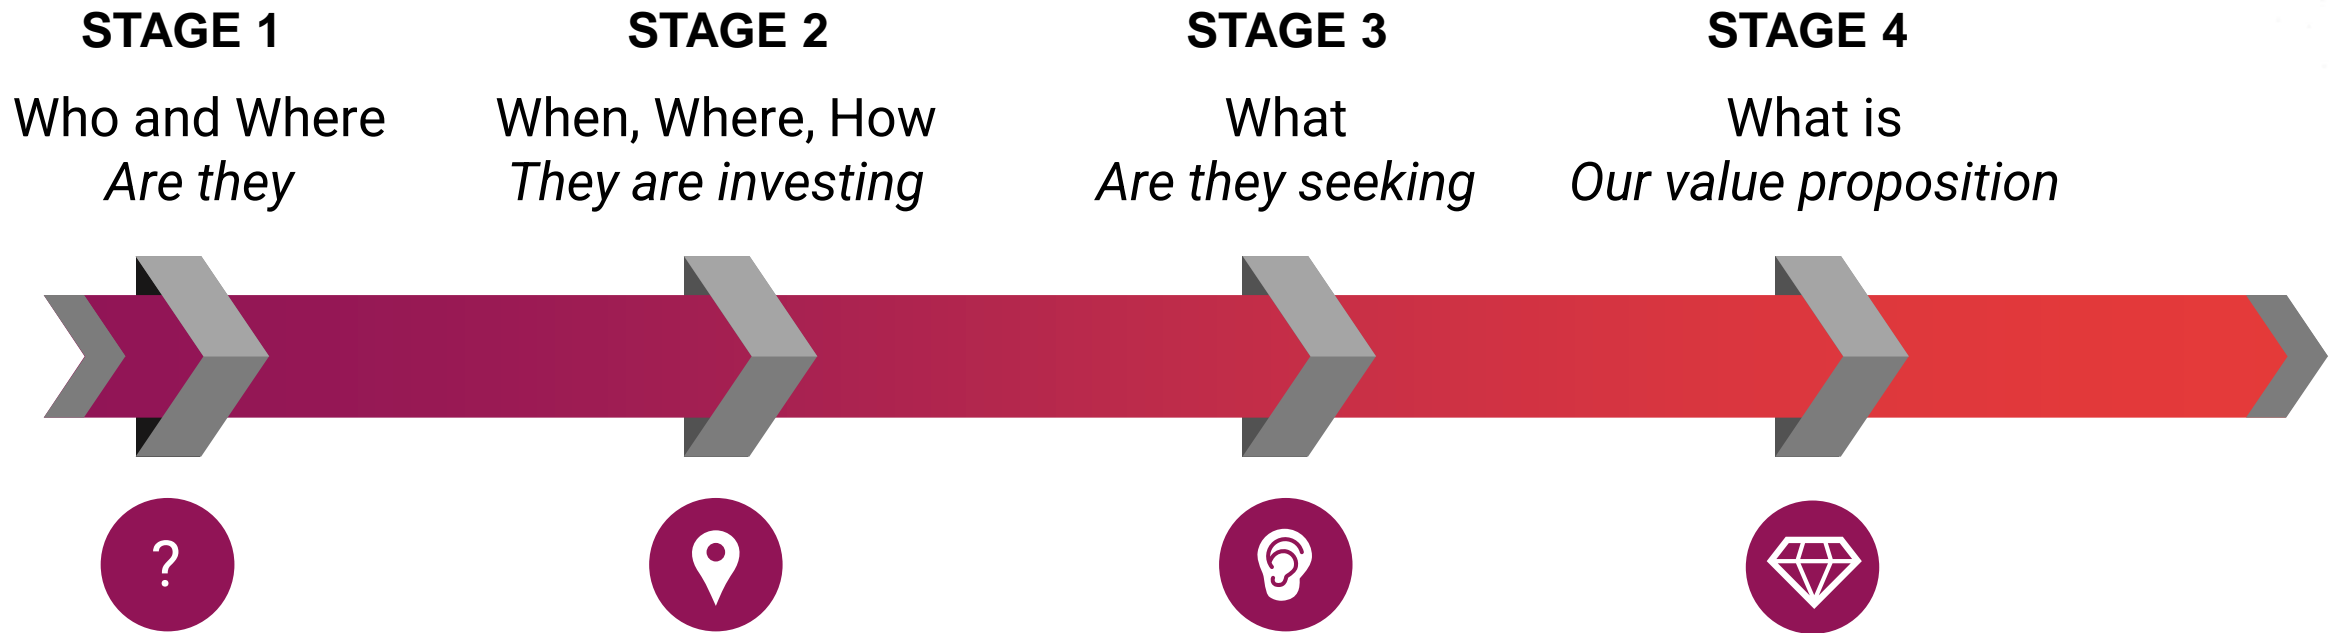 STAGE 1
Who and Where
Are they
STAGE 2
When, Where, How
They are investing
STAGE 3
What
Are they seeking
STAGE 4
What is
Our value proposition
?